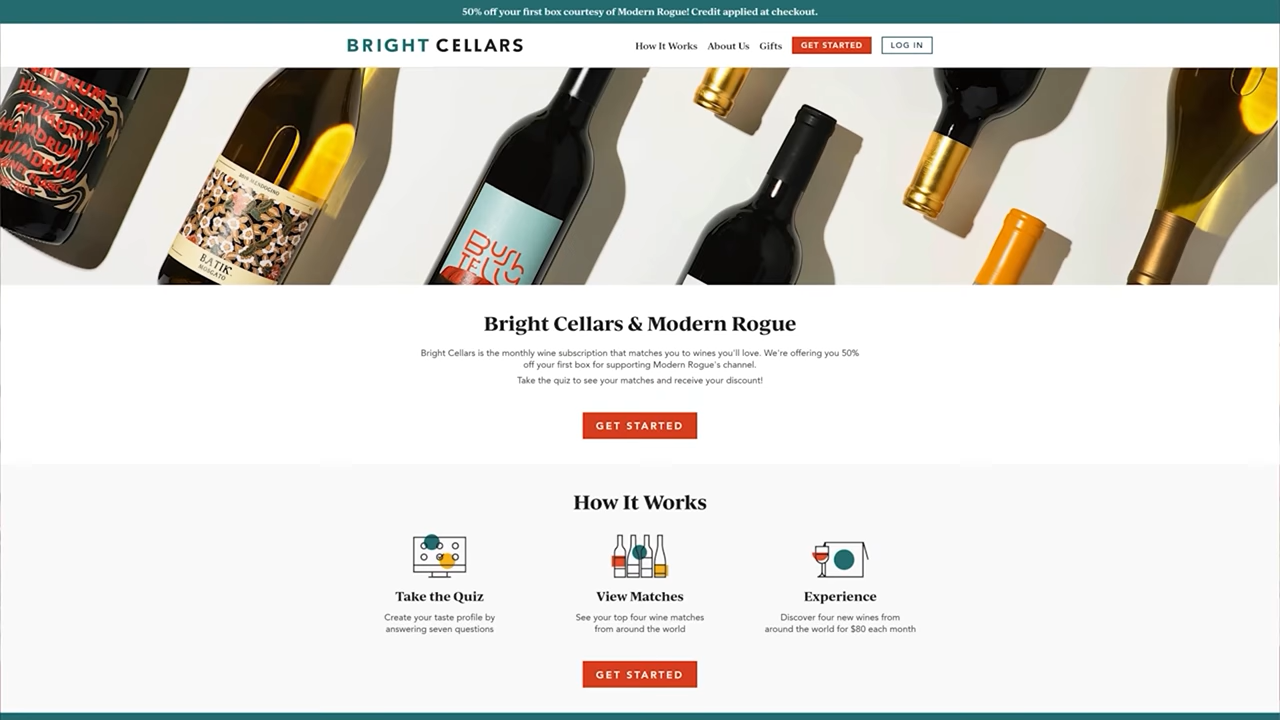 50% off your first box courtesy of Modern Rogue! Credit applied at checkout.
BRIGHT CELLARS
How It Works
About Us
Gifts
GET STARTED
LOG IN
HUMDRUM
HUMDRUM
HUMDRUM
HUMDRUM
HUMDRUM
BATIK
MOSCATO
BUSH
TELLY
Bright Cellars & Modern Rogue
Bright Cellars is the monthly wine subscription that matches you to wines you'll love. We're offering you 50%
off your first box for supporting Modern Rogue's channel.
Take the quiz to see your matches and receive your discount!
GET STARTED
How It Works
Take the Quiz
Create your taste profile by
answering seven questions
View Matches
See your top four wine matches
from around the world
Experience
Discover four new wines from
around the world for $80 each month
GET STARTED